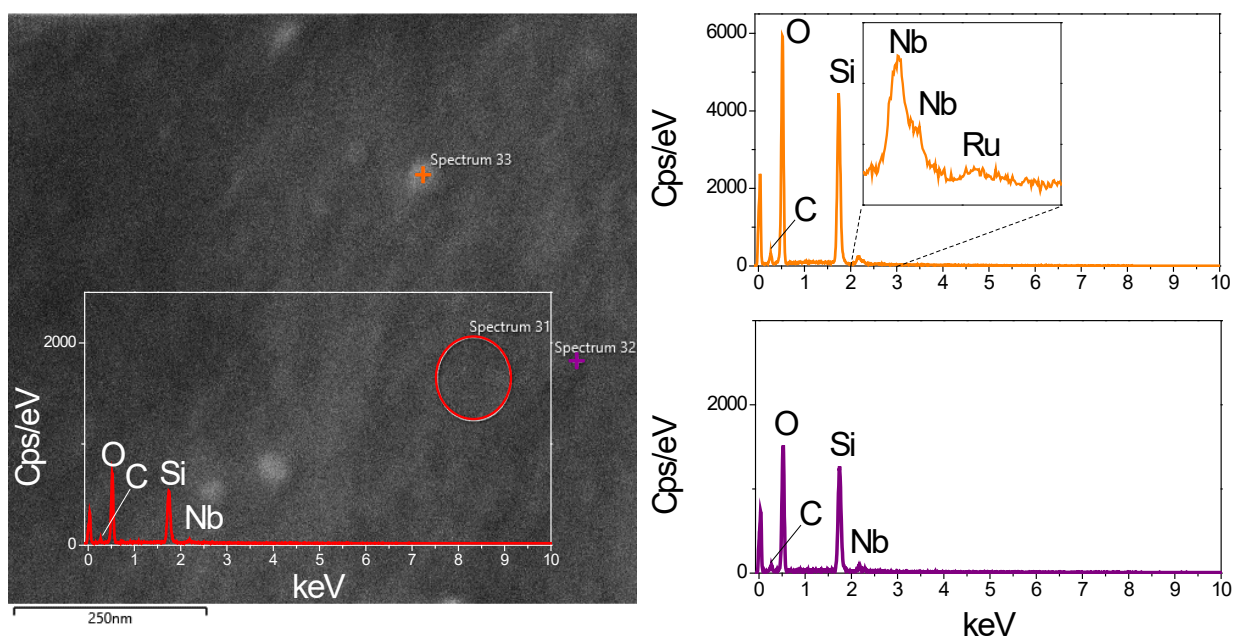 Spectrum 33
Spectrum 31
Spectrum 32
2000
0
Cps/eV
O
C
Si
Nb
0 1 2 3 4 5 6 7 8 9 10
keV
250nm
6000
4000
2000
0
Cps/eV
O
C
Si
Nb
Nb
Ru
0 1 2 3 4 5 6 7 8 9 10
2000
0
Cps/eV
O
C
Si
Nb
0 1 2 3 4 5 6 7 8 9 10
keV